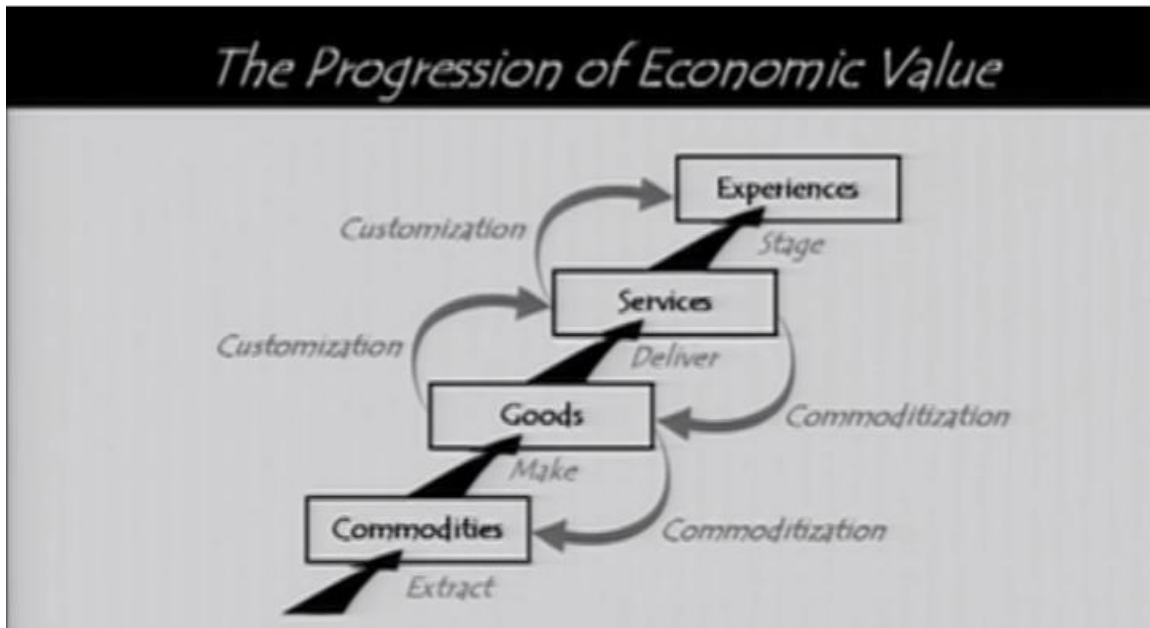 The Progression of Economic Value
Experiences
Customization
Stage
Services
Customization
Deliver
Goods
Commoditization
Make
Commodities
Commoditization
Extract